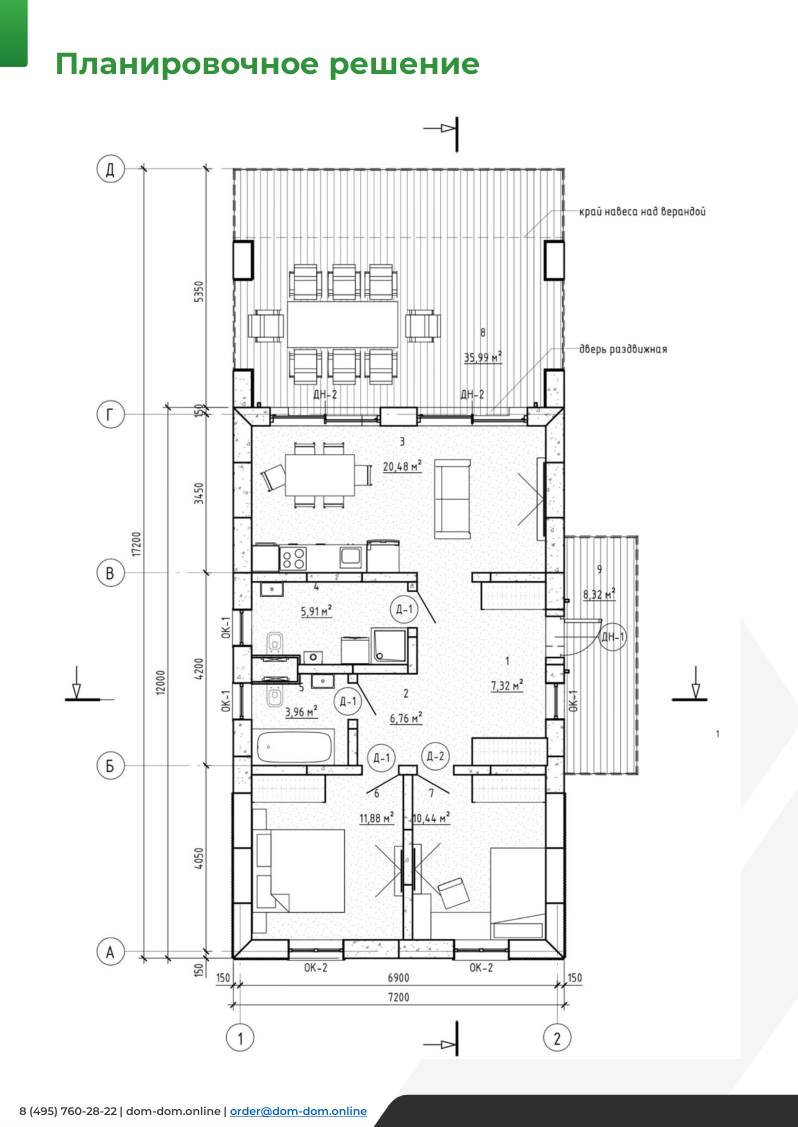 Планировочное решение
Д
край навеса над верандой
5350
8
35,99 м²
дверь раздвижная
ДН-2
ДН-2
150
Г
3
20,48 м²
3450
17200
В
4
5,91 м²
Д-1
9
8,32 м²
ОК-1
ДН-1
1
7,32 м²
4200
12000
5
3,96 м²
Д-1
2
6,76 м²
ОК-1
ОК-1
1
Д-1
Д-2
Б
6
11,88 м²
7
10,44 м²
4050
А
150
ОК-2
ОК-2
150
6900
150
7200
1
2
8 (495) 760-28-22 | dom-dom.online | order@dom-dom.online